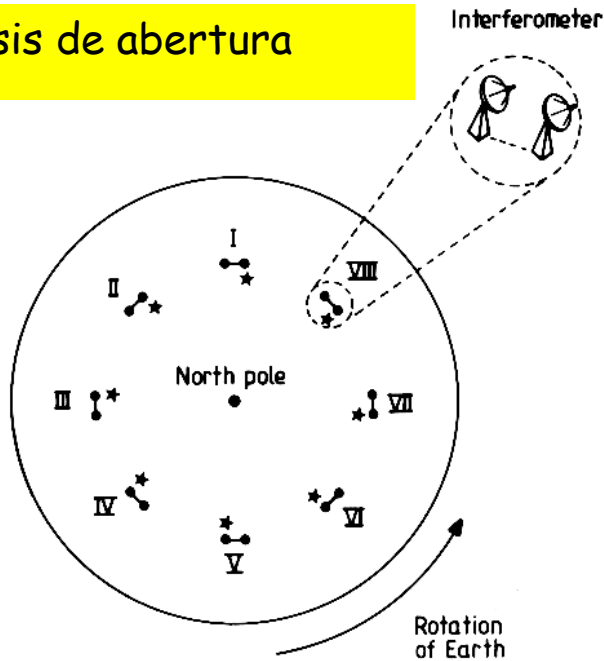 sis de abertura
Interferometer
I
II
VIII
North pole
III
VII
IV
VI
V
Rotation
of Earth